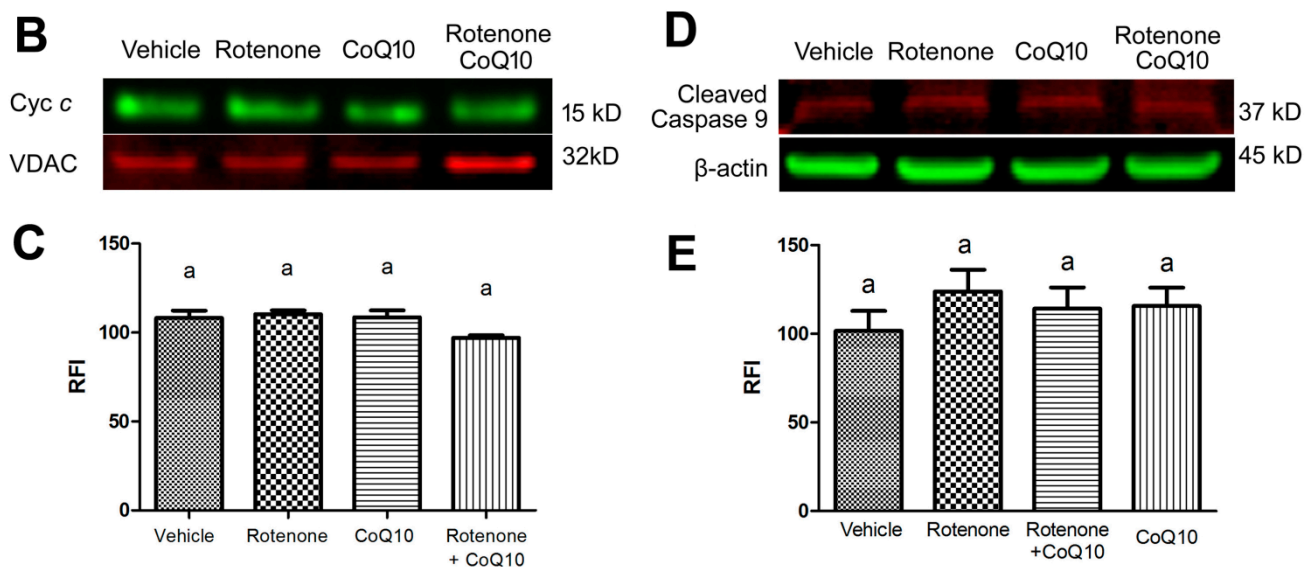 B
Vehicle Rotenone CoQ10 Rotenone CoQ10
Cyc c 15 kD
VDAC 32kD
D
Vehicle Rotenone CoQ10 Rotenone CoQ10
Cleaved Caspase 9 37 kD
β-actin 45 kD
C
150
100
50
0
RFI
a a a a
Vehicle Rotenone CoQ10 Rotenone
+ CoQ10
E
150
100
50
0
RFI
a a a a
Vehicle Rotenone Rotenone CoQ10
+CoQ10